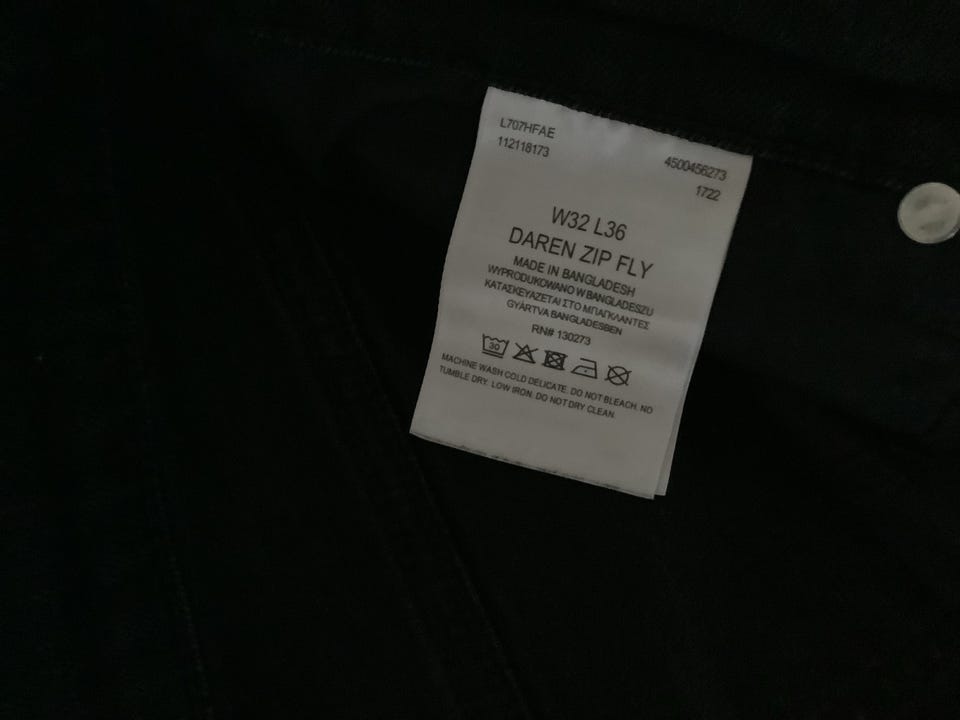 L707HFAE
112118173
4500456273
1722
W32 L36
DAREN ZIP FLY
MADE IN BANGLADESH
WYPRODUKOWANO W BANGLADESZU
ΚΑΤΑΣΚΕΥΑΖΕΤΑΙ ΣΤΟ ΜΠΑΓΚΛΑΝΤΕΣ
GYÁRTVA BANGLADESBEN
RN# 130273
30
MACHINE WASH COLD DELICATE. DO NOT BLEACH. NO
TUMBLE DRY. LOW IRON. DO NOT DRY CLEAN.